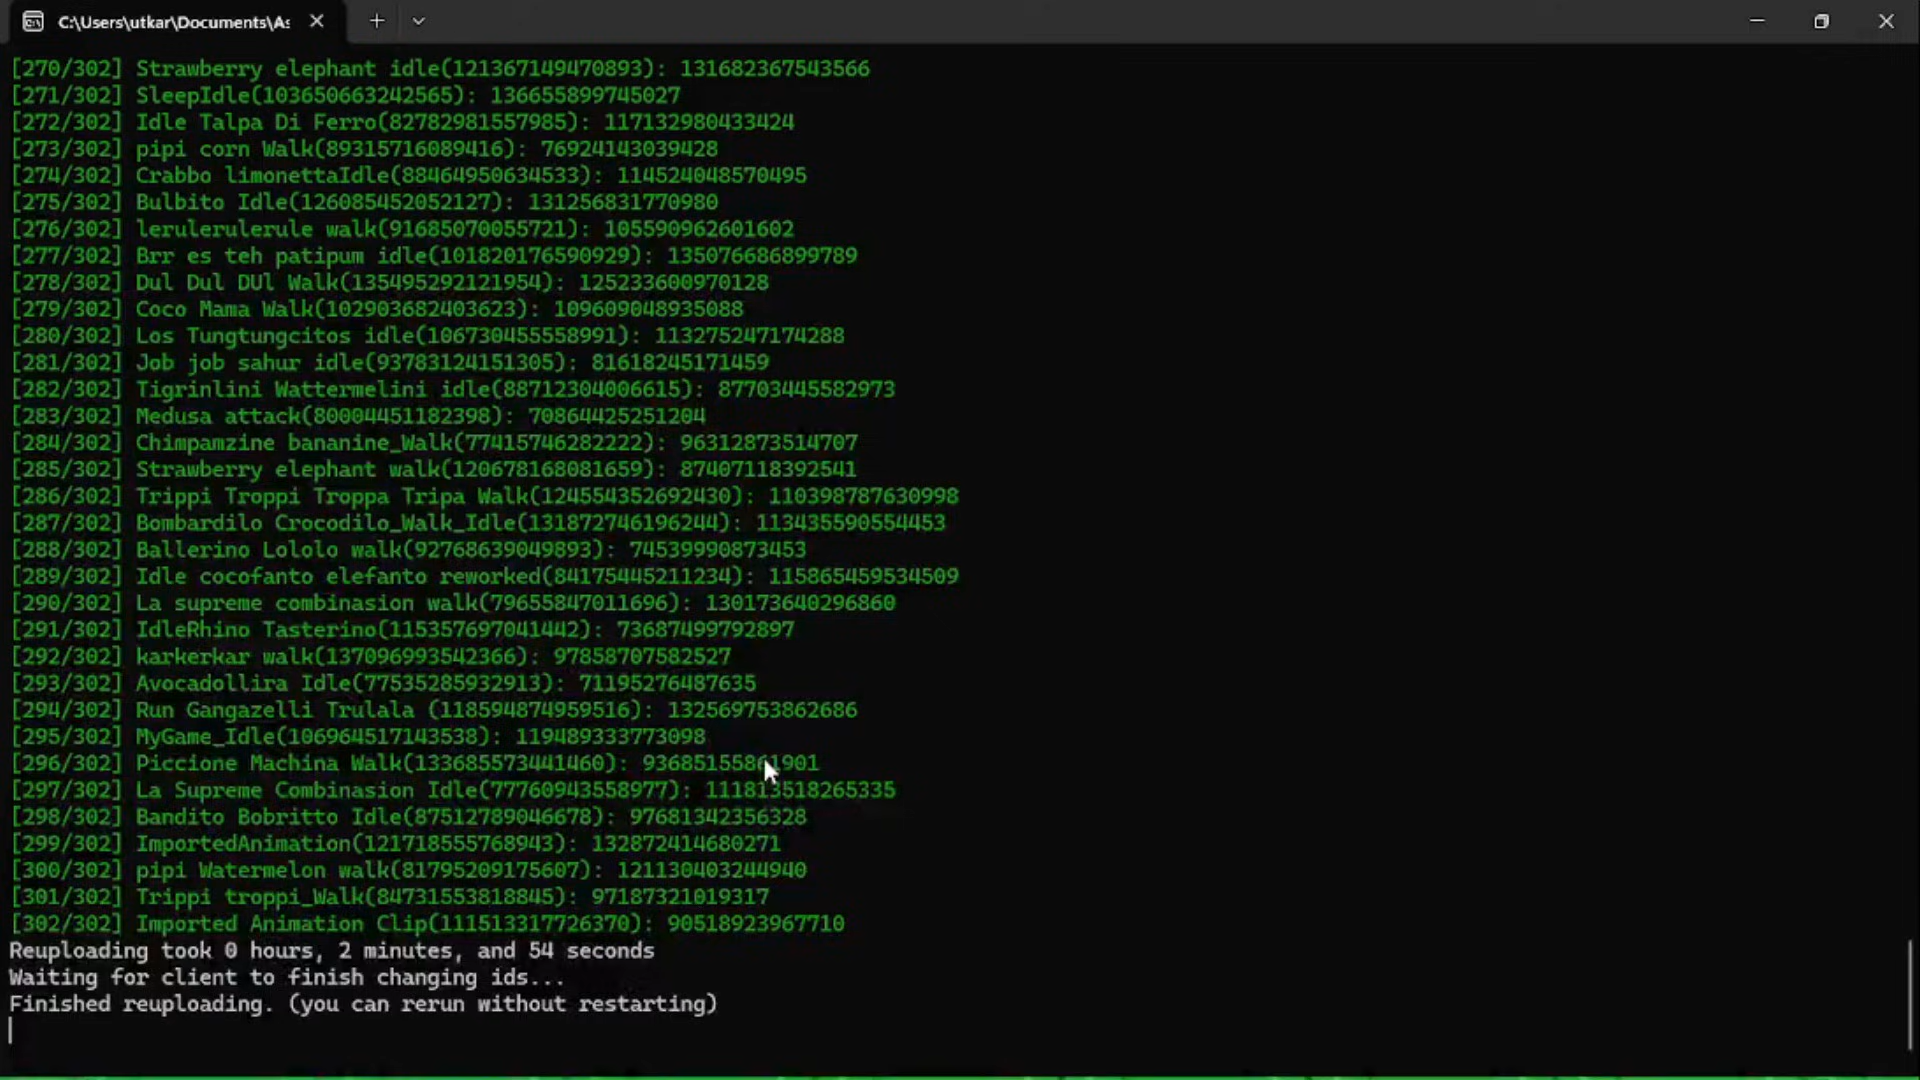 C:\Users\utkar\Documents\As
[270/302] Strawberry elephant idle(121367149470893): 131682367543566
[271/302] SleepIdle(103650663242565): 136655899745027
[272/302] Idle Talpa Di Ferro(82782981557985): 117132980433424
[273/302] pipi corn Walk(89315716089416): 76924143039428
[274/302] Crabbo limonettaIdle(88464950634533): 114524048570495
[275/302] Bulbito Idle(126085452052127): 131256831770980
[276/302] lerulerulerule walk(91685070055721): 105590962601602
[277/302] Brr es teh patipum idle(101820176590929): 135076686899789
[278/302] Dul Dul DUl Walk(135495292121954): 125233600970128
[279/302] Coco Mama Walk(102903682403623): 109609048935088
[280/302] Los Tungtungcitos idle(106730455558991): 113275247174288
[281/302] Job job sahur idle(93783124151305): 81618245171459
[282/302] Tigrinlini Wattermelini idle(88712304006615): 87703445582973
[283/302] Medusa attack(80004451182398): 70864425251204
[284/302] Chimpamzine bananine_Walk(77415746282222): 96312873514707
[285/302] Strawberry elephant walk(120678168081659): 87407118392541
[286/302] Trippi Troppi Troppa Tripa Walk(124554352692430): 110398787630998
[287/302] Bombardilo Crocodilo_Walk_Idle(131872746196244): 113435590554453
[288/302] Ballerino Lololo walk(92768639049893): 74539990873453
[289/302] Idle cocofanto elefanto reworked(84175445211234): 115865459534509
[290/302] La supreme combinasion walk(79655847011696): 130173640296860
[291/302] IdleRhino Tasterino(115357697041442): 73687499792897
[292/302] karkerkar walk(137096993542366): 97858707582527
[293/302] Avocadollira Idle(77535285932913): 71195276487635
[294/302] Run Gangazelli Trulala (118594874959516): 132569753862686
[295/302] MyGame_Idle(106964517143538): 119489333773098
[296/302] Piccione Machina Walk(133685573441460): 93685155861901
[297/302] La Supreme Combinasion Idle(77760943558977): 111813518265335
[298/302] Bandito Bobritto Idle(87512789046678): 97681342356328
[299/302] ImportedAnimation(121718555768943): 132872414680271
[300/302] pipi Watermelon walk(81795209175607): 121130403244940
[301/302] Trippi troppi_Walk(84731553818845): 97187321019317
[302/302] Imported Animation Clip(111513317726370): 90518923967710
Reuploading took 0 hours, 2 minutes, and 54 seconds
Waiting for client to finish changing ids...
Finished reuploading. (you can rerun without restarting)